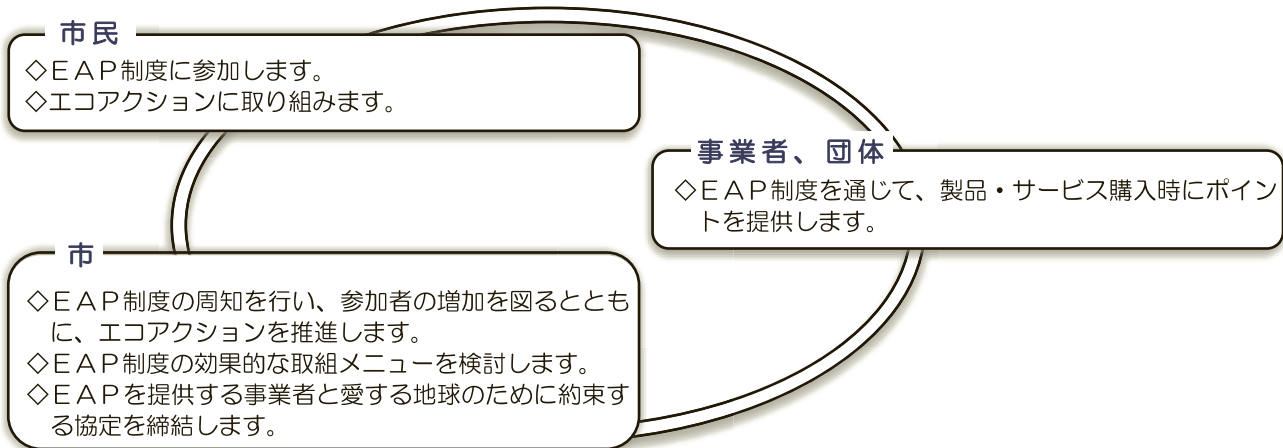 市民
◇ＥＡＰ制度に参加します。
◇エコアクションに取り組みます。
事業者、団体
◇ＥＡＰ制度を通じて、製品・サービス購入時にポイン
トを提供します。
市
◇ＥＡＰ制度の周知を行い、参加者の増加を図るととも
に、エコアクションを推進します。
◇ＥＡＰ制度の効果的な取組メニューを検討します。
◇ＥＡＰを提供する事業者と愛する地球のために約束す
る協定を締結します。